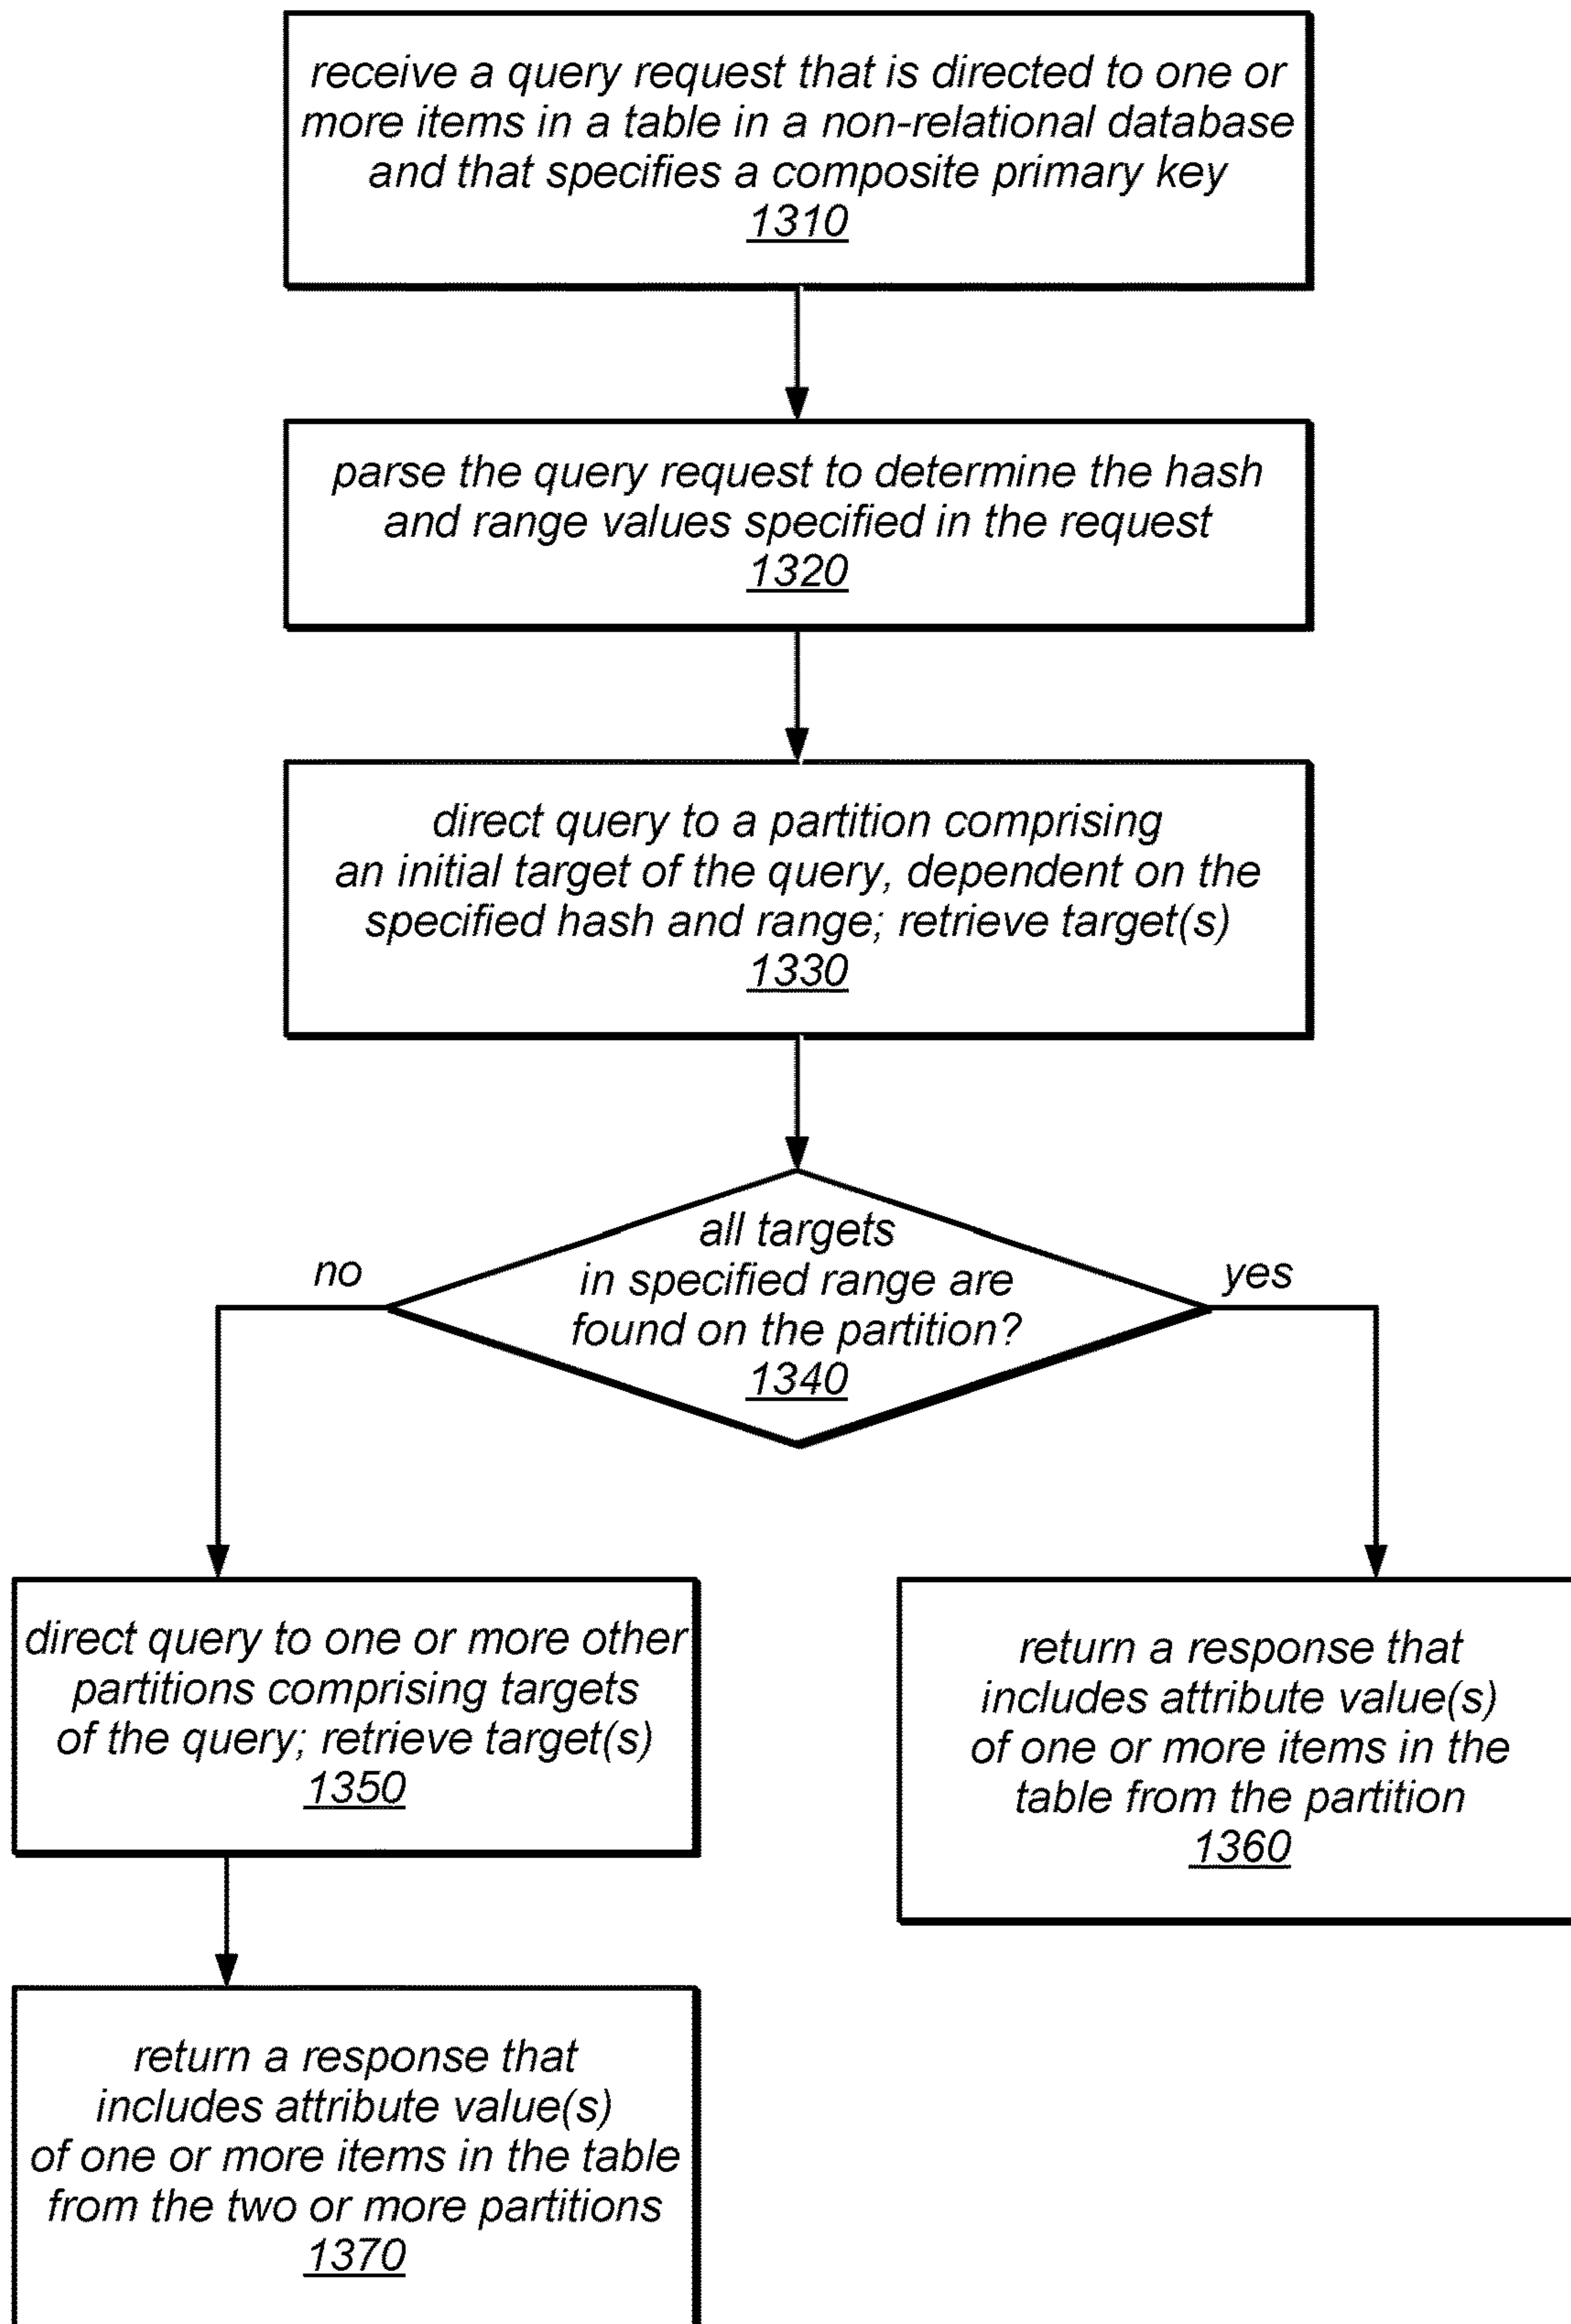 receive a query request that is directed to one or
more items in a table in a non-relational database
and that specifies a composite primary key
1310
parse the query request to determine the hash
and range values specified in the request
1320
direct query to a partition comprising
an initial target of the query, dependent on the
specified hash and range; retrieve target(s)
1330
all targets
in specified range are
found on the partition?
1340
no
yes
direct query to one or more other
partitions comprising targets
of the query; retrieve target(s)
1350
return a response that
includes attribute value(s)
of one or more items in the
table from the partition
1360
return a response that
includes attribute value(s)
of one or more items in the table
from the two or more partitions
1370